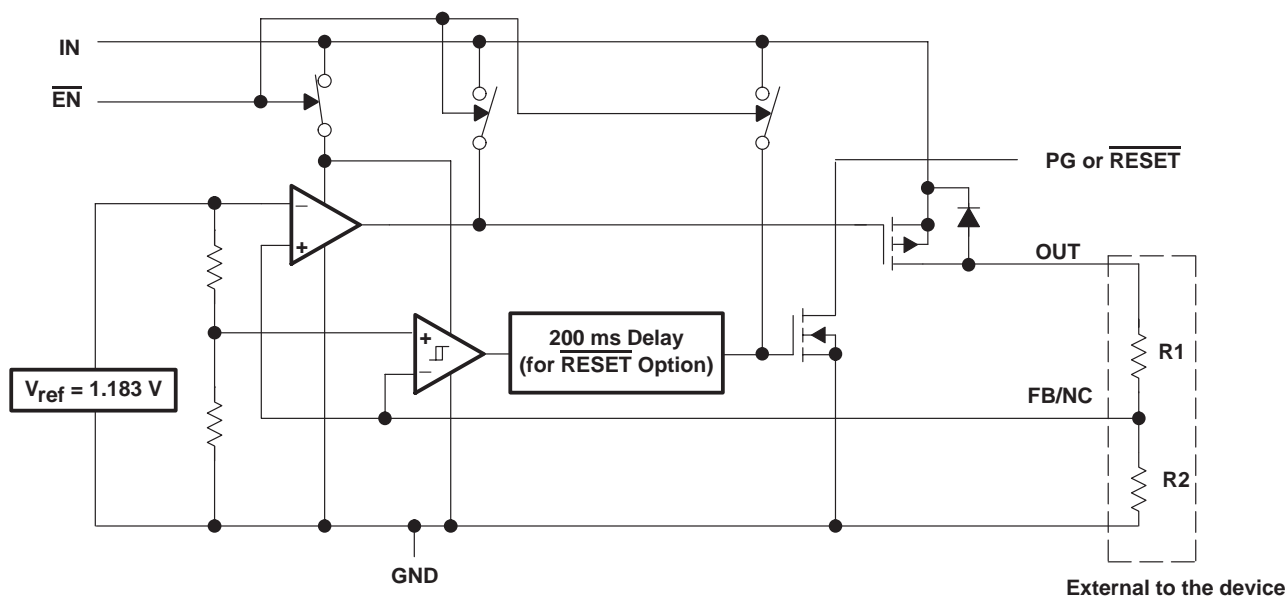 IN
EN
PG or RESET
OUT
−
+
+
−
200 ms Delay
(for RESET Option)
R1
Vref = 1.183 V
FB/NC
R2
GND
External to the device